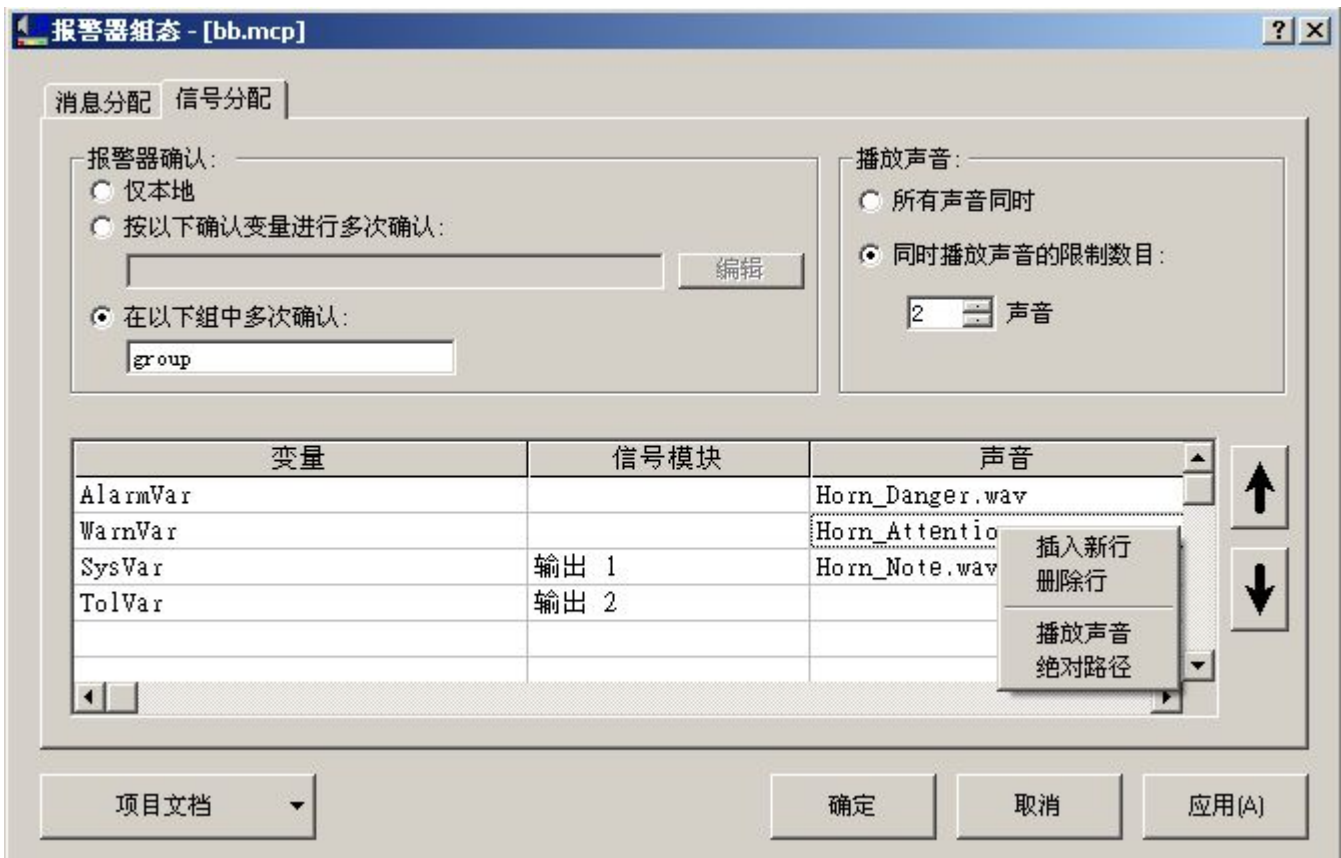 报警器组态 - [bb.mcp]
消息分配 信号分配
报警器确认:
仅本地
按以下确认变量进行多次确认:
编辑
在以下组中多次确认:
group
播放声音:
所有声音同时
同时播放声音的限制数目:
2 声音
变量 信号模块 声音
AlarmVar Horn_Danger.wav
WarnVar Horn_Attentio
SysVar 输出 1 Horn_Note.wav
TolVar 输出 2
插入新行
删除行
播放声音
绝对路径
项目文档 确定 取消 应用(A)